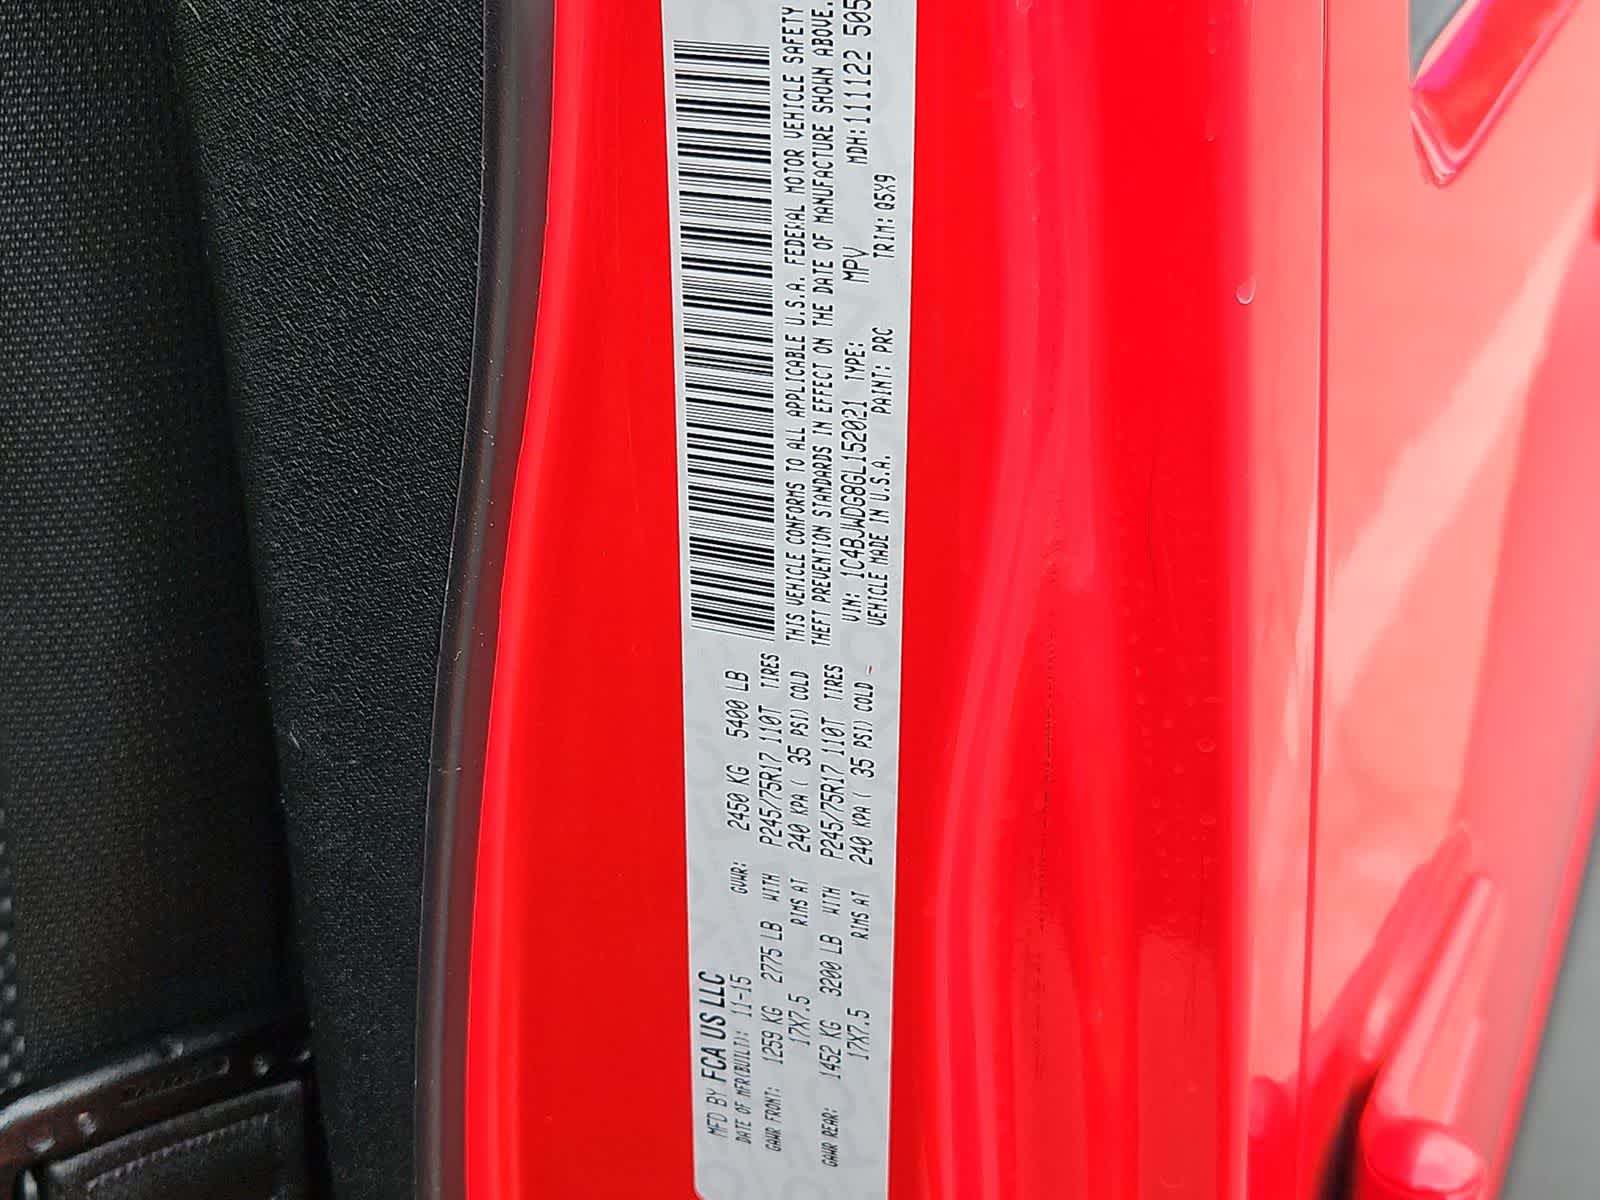 MFD BY FCA US LLC
DATE OF MFR(BUILT): 11-15 GVWR: 2450 KG 5400 LB
GAWR FRONT: 1259 KG 2775 LB WITH P245/75R17 110T TIRES
17X7.5 RIMS AT 240 KPA( 35 PSI) COLD
GAWR REAR: 1452 KG 3200 LB WITH P245/75R17 110T TIRES
17X7.5 RIMS AT 240 KPA( 35 PSI) COLD
THIS VEHICLE CONFORMS TO ALL APPLICABLE U.S.A. FEDERAL MOTOR VEHICLE SAFETY
THEFT PREVENTION STANDARDS IN EFFECT ON THE DATE OF MANUFACTURE SHOWN ABOVE.
VIN: 1C4BJWDG8GL152021 TYPE: MPV MDH:111122 505
VEHICLE MADE IN U.S.A. PAINT: PRC TRIM: Q5X9